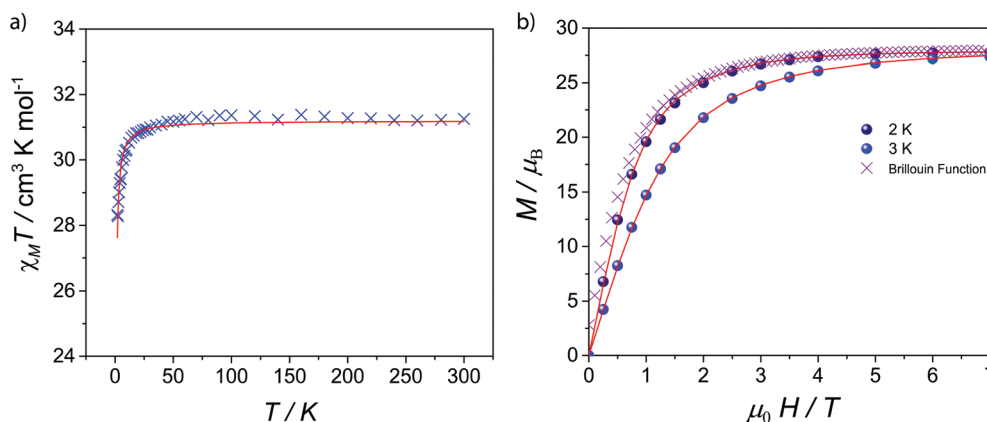 a)
34
32
30
28
26
24
χMT / cm³ K mol⁻¹
0 50 100 150 200 250 300
T / K
b)
30
25
20
15
10
5
0
M / μB
2 K
3 K
Brillouin Function
0 1 2 3 4 5 6 7
μ₀ H / T